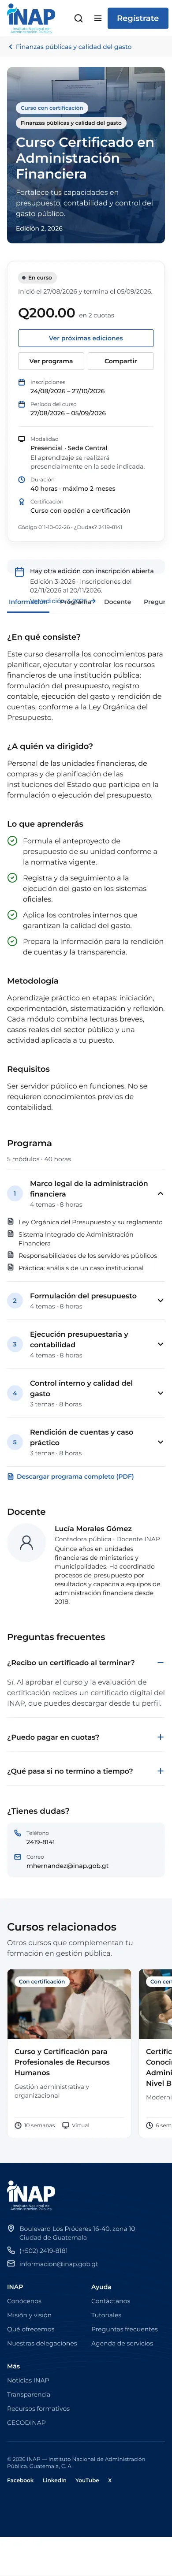 INAP
Instituto Nacional de
Administración Pública
Regístrate
Finanzas públicas y calidad del gasto
Curso con certificación
Finanzas públicas y calidad del gasto
Curso Certificado en
Administración
Financiera
Fortalece tus capacidades en
presupuesto, contabilidad y control del
gasto público.
Edición 2, 2026
En curso
Inició el 27/08/2026 y termina el 05/09/2026.
Q200.00 en 2 cuotas
Ver próximas ediciones
Ver programa
Compartir
Inscripciones
24/08/2026 – 27/10/2026
Periodo del curso
27/08/2026 – 05/09/2026
Modalidad
Presencial · Sede Central
El aprendizaje se realizará
presencialmente en la sede indicada.
Duración
40 horas · máximo 2 meses
Certificación
Curso con opción a certificación
Código 011-10-02-26 · ¿Dudas? 2419-8141
Hay otra edición con inscripción abierta
Edición 3-2026 · inscripciones del
02/11/2026 al 20/11/2026.
Ver edición 3-2026
Información Programa Docente Pregun
¿En qué consiste?
Este curso desarrolla los conocimientos para
planificar, ejecutar y controlar los recursos
financieros de una institución pública:
formulación del presupuesto, registro
contable, ejecución del gasto y rendición de
cuentas, conforme a la Ley Orgánica del
Presupuesto.
¿A quién va dirigido?
Personal de las unidades financieras, de
compras y de planificación de las
instituciones del Estado que participa en la
formulación o ejecución del presupuesto.
Lo que aprenderás
Formula el anteproyecto de
presupuesto de su unidad conforme a
la normativa vigente.
Registra y da seguimiento a la
ejecución del gasto en los sistemas
oficiales.
Aplica los controles internos que
garantizan la calidad del gasto.
Prepara la información para la rendición
de cuentas y la transparencia.
Metodología
Aprendizaje práctico en etapas: iniciación,
experimentación, sistematización y reflexión.
Cada módulo combina lecturas breves,
casos reales del sector público y una
actividad aplicada a tu puesto.
Requisitos
Ser servidor público en funciones. No se
requieren conocimientos previos de
contabilidad.
Programa
5 módulos · 40 horas
1
Marco legal de la administración
financiera
4 temas · 8 horas
Ley Orgánica del Presupuesto y su reglamento
Sistema Integrado de Administración
Financiera
Responsabilidades de los servidores públicos
Práctica: análisis de un caso institucional
2
Formulación del presupuesto
4 temas · 8 horas
3
Ejecución presupuestaria y
contabilidad
4 temas · 8 horas
4
Control interno y calidad del
gasto
3 temas · 8 horas
5
Rendición de cuentas y caso
práctico
3 temas · 8 horas
Descargar programa completo (PDF)
Docente
Lucía Morales Gómez
Contadora pública · Docente INAP
Quince años en unidades
financieras de ministerios y
municipalidades. Ha coordinado
procesos de presupuesto por
resultados y capacita a equipos de
administración financiera desde
2018.
Preguntas frecuentes
¿Recibo un certificado al terminar?
Sí. Al aprobar el curso y la evaluación de
certificación recibes un certificado digital del
INAP, que puedes descargar desde tu perfil.
¿Puedo pagar en cuotas?
¿Qué pasa si no termino a tiempo?
¿Tienes dudas?
Teléfono
2419-8141
Correo
mhernandez@inap.gob.gt
Cursos relacionados
Otros cursos que complementan tu
formación en gestión pública.
Con certificación
Curso y Certificación para
Profesionales de Recursos
Humanos
Gestión administrativa y
organizacional
10 semanas
Virtual
Con cert
Certific
Conoci
Admini
Nivel B
Moderni
6 sem
INAP
Instituto Nacional de
Administración Pública
Boulevard Los Próceres 16-40, zona 10
Ciudad de Guatemala
(+502) 2419-8181
informacion@inap.gob.gt
INAP
Conócenos
Misión y visión
Qué ofrecemos
Nuestras delegaciones
Ayuda
Contáctanos
Tutoriales
Preguntas frecuentes
Agenda de servicios
Más
Noticias INAP
Transparencia
Recursos formativos
CECODINAP
© 2026 INAP — Instituto Nacional de Administración
Pública. Guatemala, C. A.
Facebook LinkedIn YouTube X